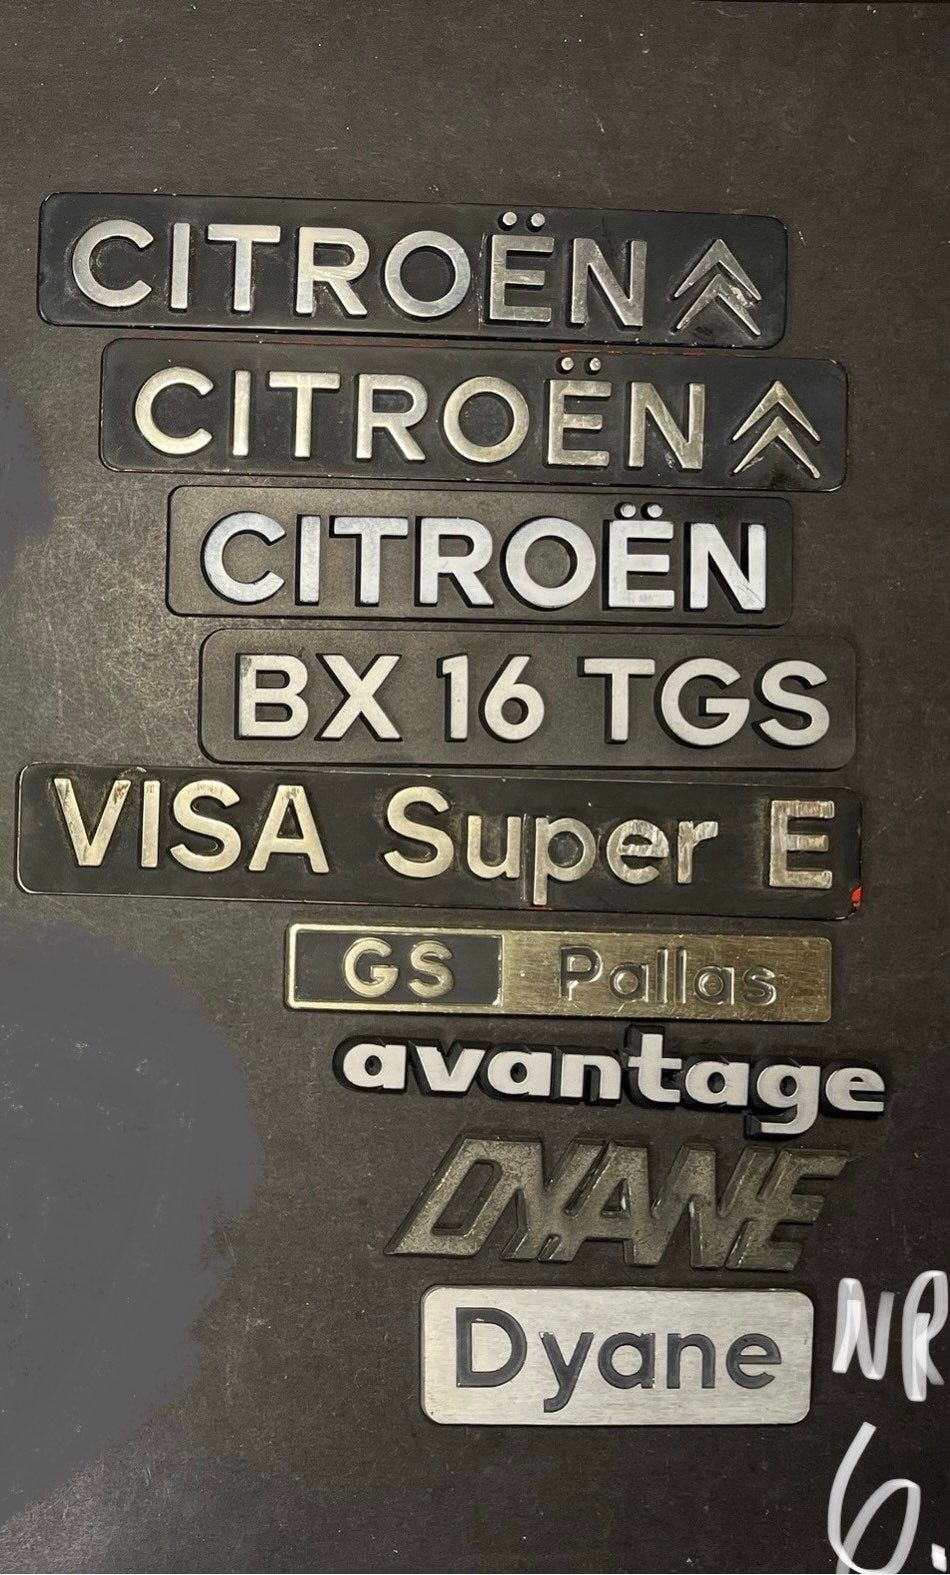 CITROËN
CITROËN
CITROËN
BX 16 TGS
VISA Super E
GS Pallas
avantage
DYANE
Dyane
NR
6.